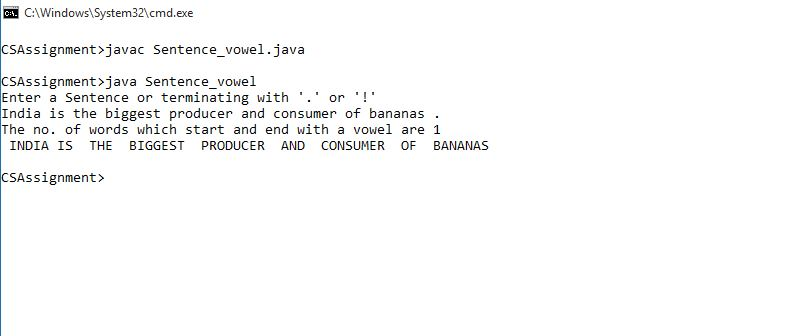 C:\Windows\System32\cmd.exe
CSAssignment>javac Sentence_vowel.java
CSAssignment>java Sentence_vowel
Enter a Sentence or terminating with '.' or '!'
India is the biggest producer and consumer of bananas .
The no. of words which start and end with a vowel are 1
 INDIA IS  THE  BIGGEST  PRODUCER  AND  CONSUMER  OF  BANANAS
CSAssignment>